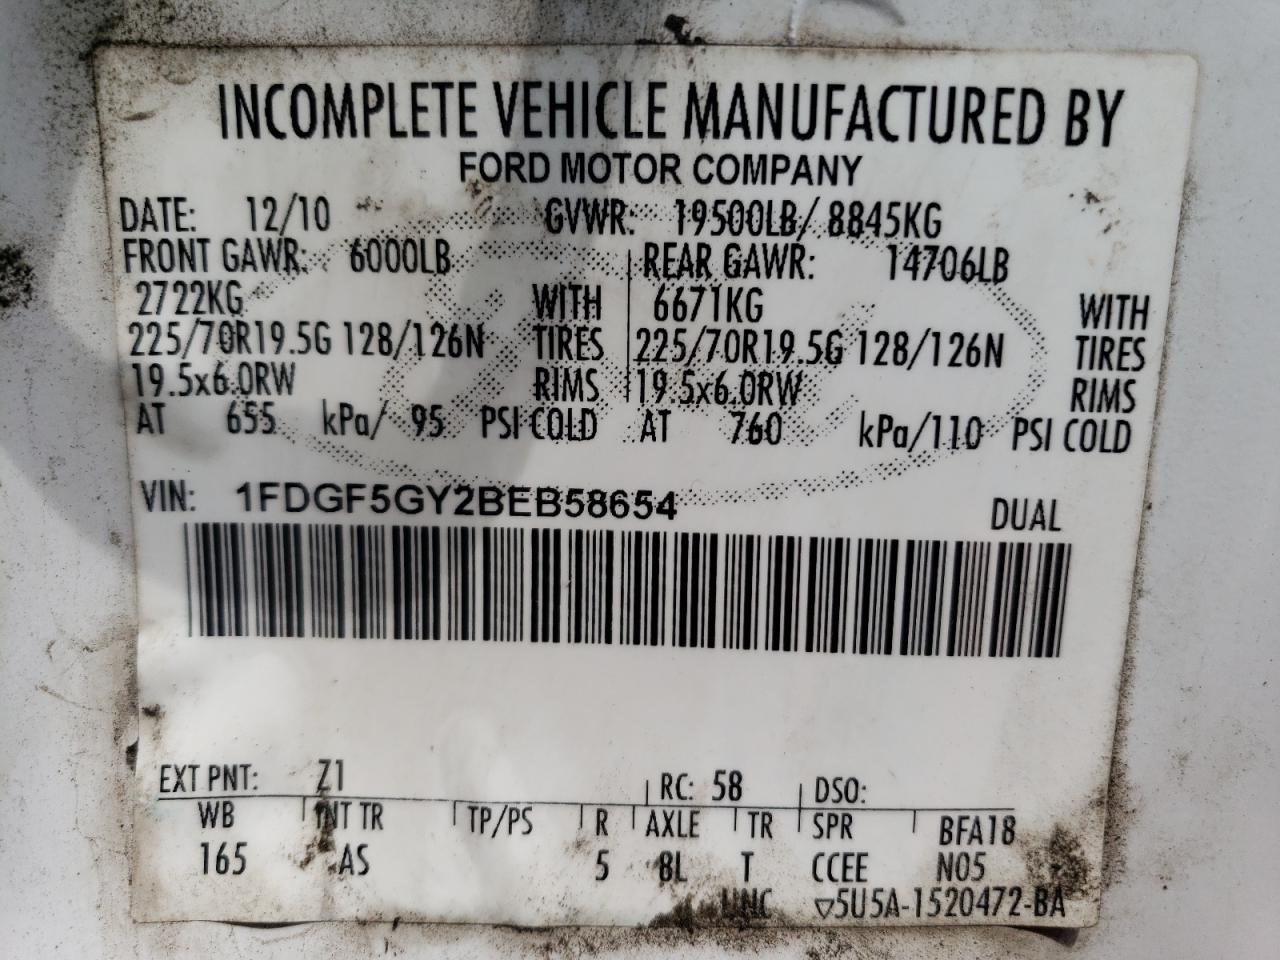 INCOMPLETE VEHICLE MANUFACTURED BY
FORD MOTOR COMPANY
DATE: 12/10 GVWR: 19500LB/ 8845KG
FRONT GAWR: 6000LB REAR GAWR: 14706LB
2722KG WITH 6671KG WITH
225/70R19.5G 128/126N TIRES 225/70R19.5G 128/126N TIRES
19.5x6.0RW RIMS 19.5x6.0RW RIMS
AT 655 kPa/ 95 PSI COLD AT 760 kPa/110 PSI COLD
VIN: 1FDGF5GY2BEB58654 DUAL
EXT PNT: Z1 RC: 58 DSO:
WB INT TR TP/PS R AXLE TR SPR BFA18
165 AS 5 8L T CCEE N05
UNC ▽5U5A-1520472-BA